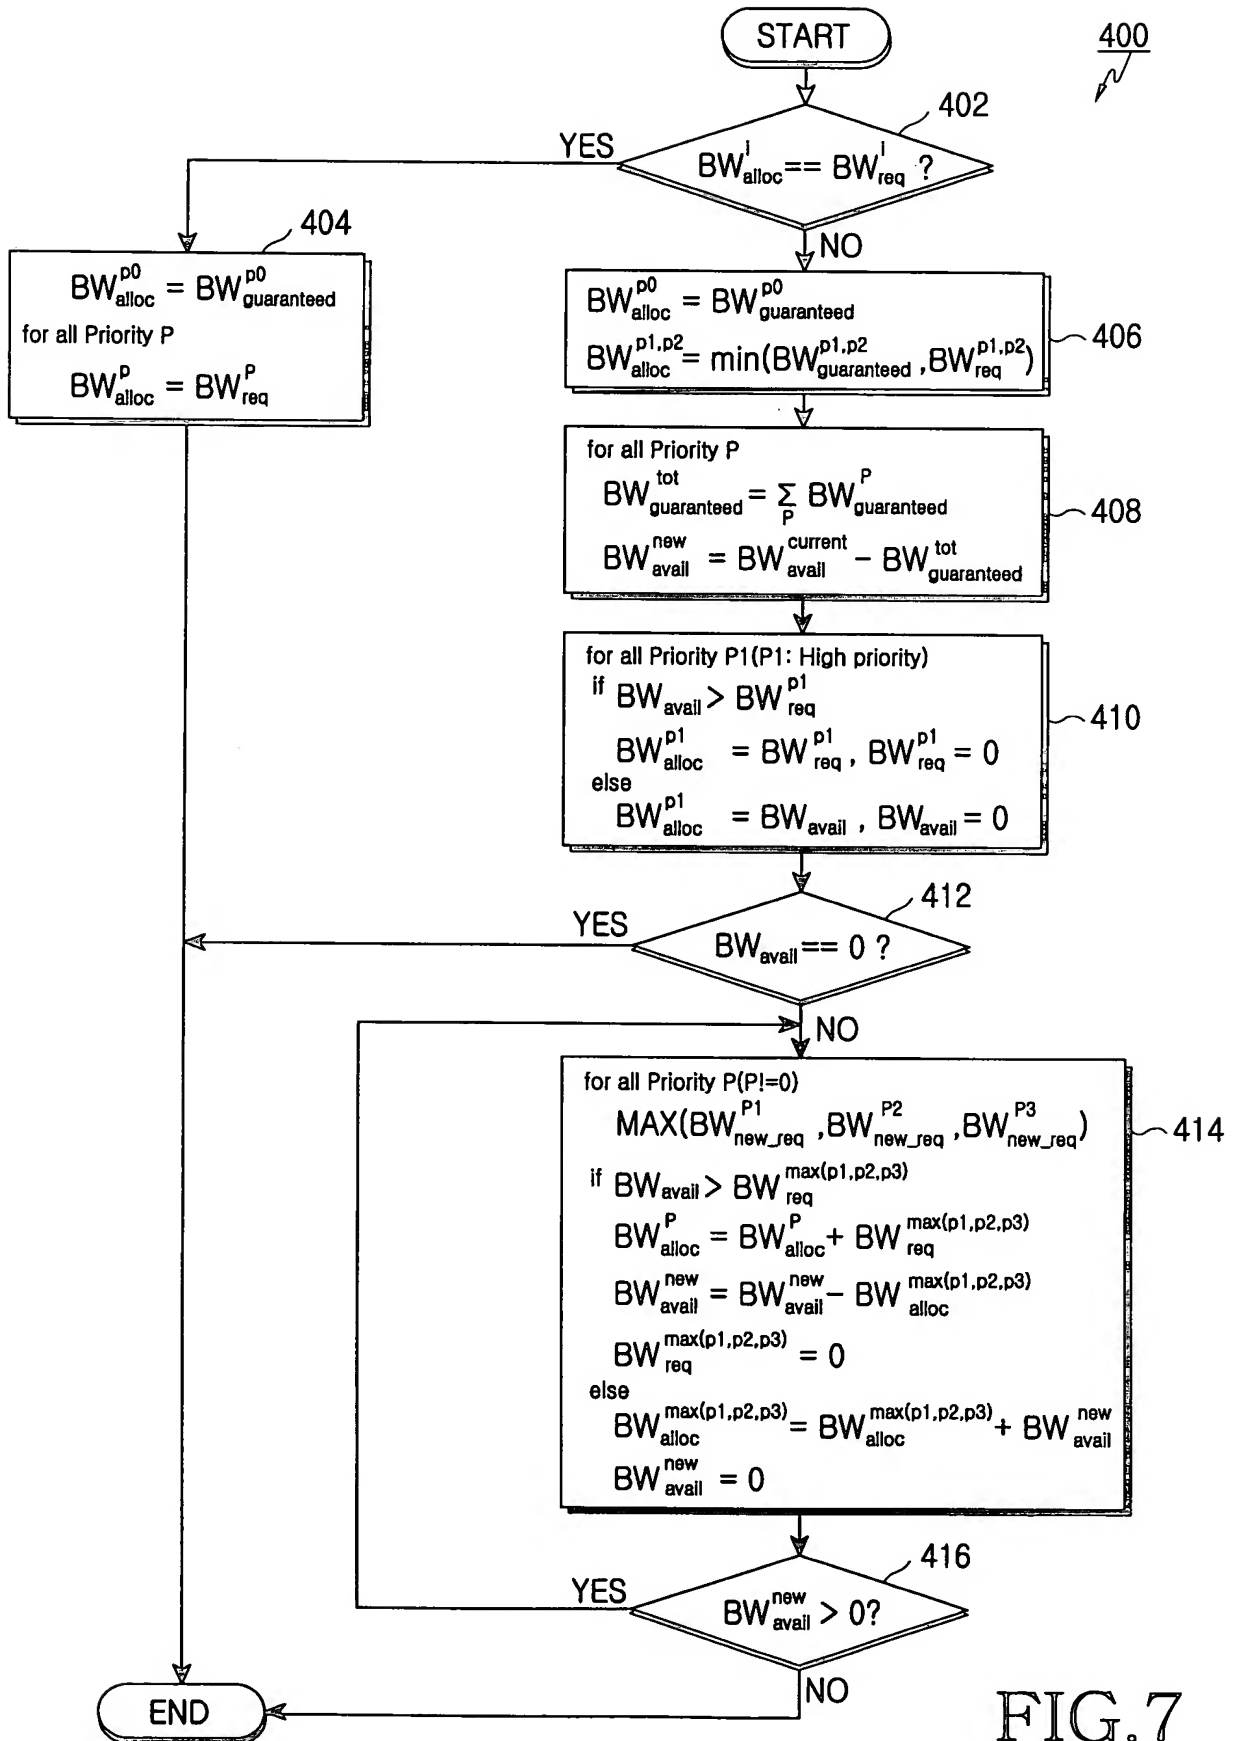 START
400
402
YES
BW^i_alloc == BW^i_req ?
NO
404
BW^p0_alloc = BW^p0_guaranteed
for all Priority P
BW^p_alloc = BW^P_req
BW^p0_alloc = BW^p0_guaranteed
BW^p1,p2_alloc = min(BW^p1,p2_guaranteed ,BW^p1,p2_req)
406
for all Priority P
BW^tot_guaranteed = Σ_P BW^P_guaranteed
BW^new_avail = BW^current_avail - BW^tot_guaranteed
408
for all Priority P1(P1: High priority)
if BW_avail > BW^p1_req
BW^p1_alloc = BW^p1_req , BW^p1_req = 0
else
BW^p1_alloc = BW_avail , BW_avail = 0
410
412
YES
BW_avail == 0 ?
NO
for all Priority P(P!=0)
MAX(BW^P1_new_req ,BW^P2_new_req ,BW^P3_new_req)
if BW_avail > BW^max(p1,p2,p3)_req
BW^P_alloc = BW^P_alloc + BW^max(p1,p2,p3)_req
BW^new_avail = BW^new_avail - BW^max(p1,p2,p3)_alloc
BW^max(p1,p2,p3)_req = 0
else
BW^max(p1,p2,p3)_alloc = BW^max(p1,p2,p3)_alloc + BW^new_avail
BW^new_avail = 0
414
416
YES
BW^new_avail > 0?
NO
END
FIG.7